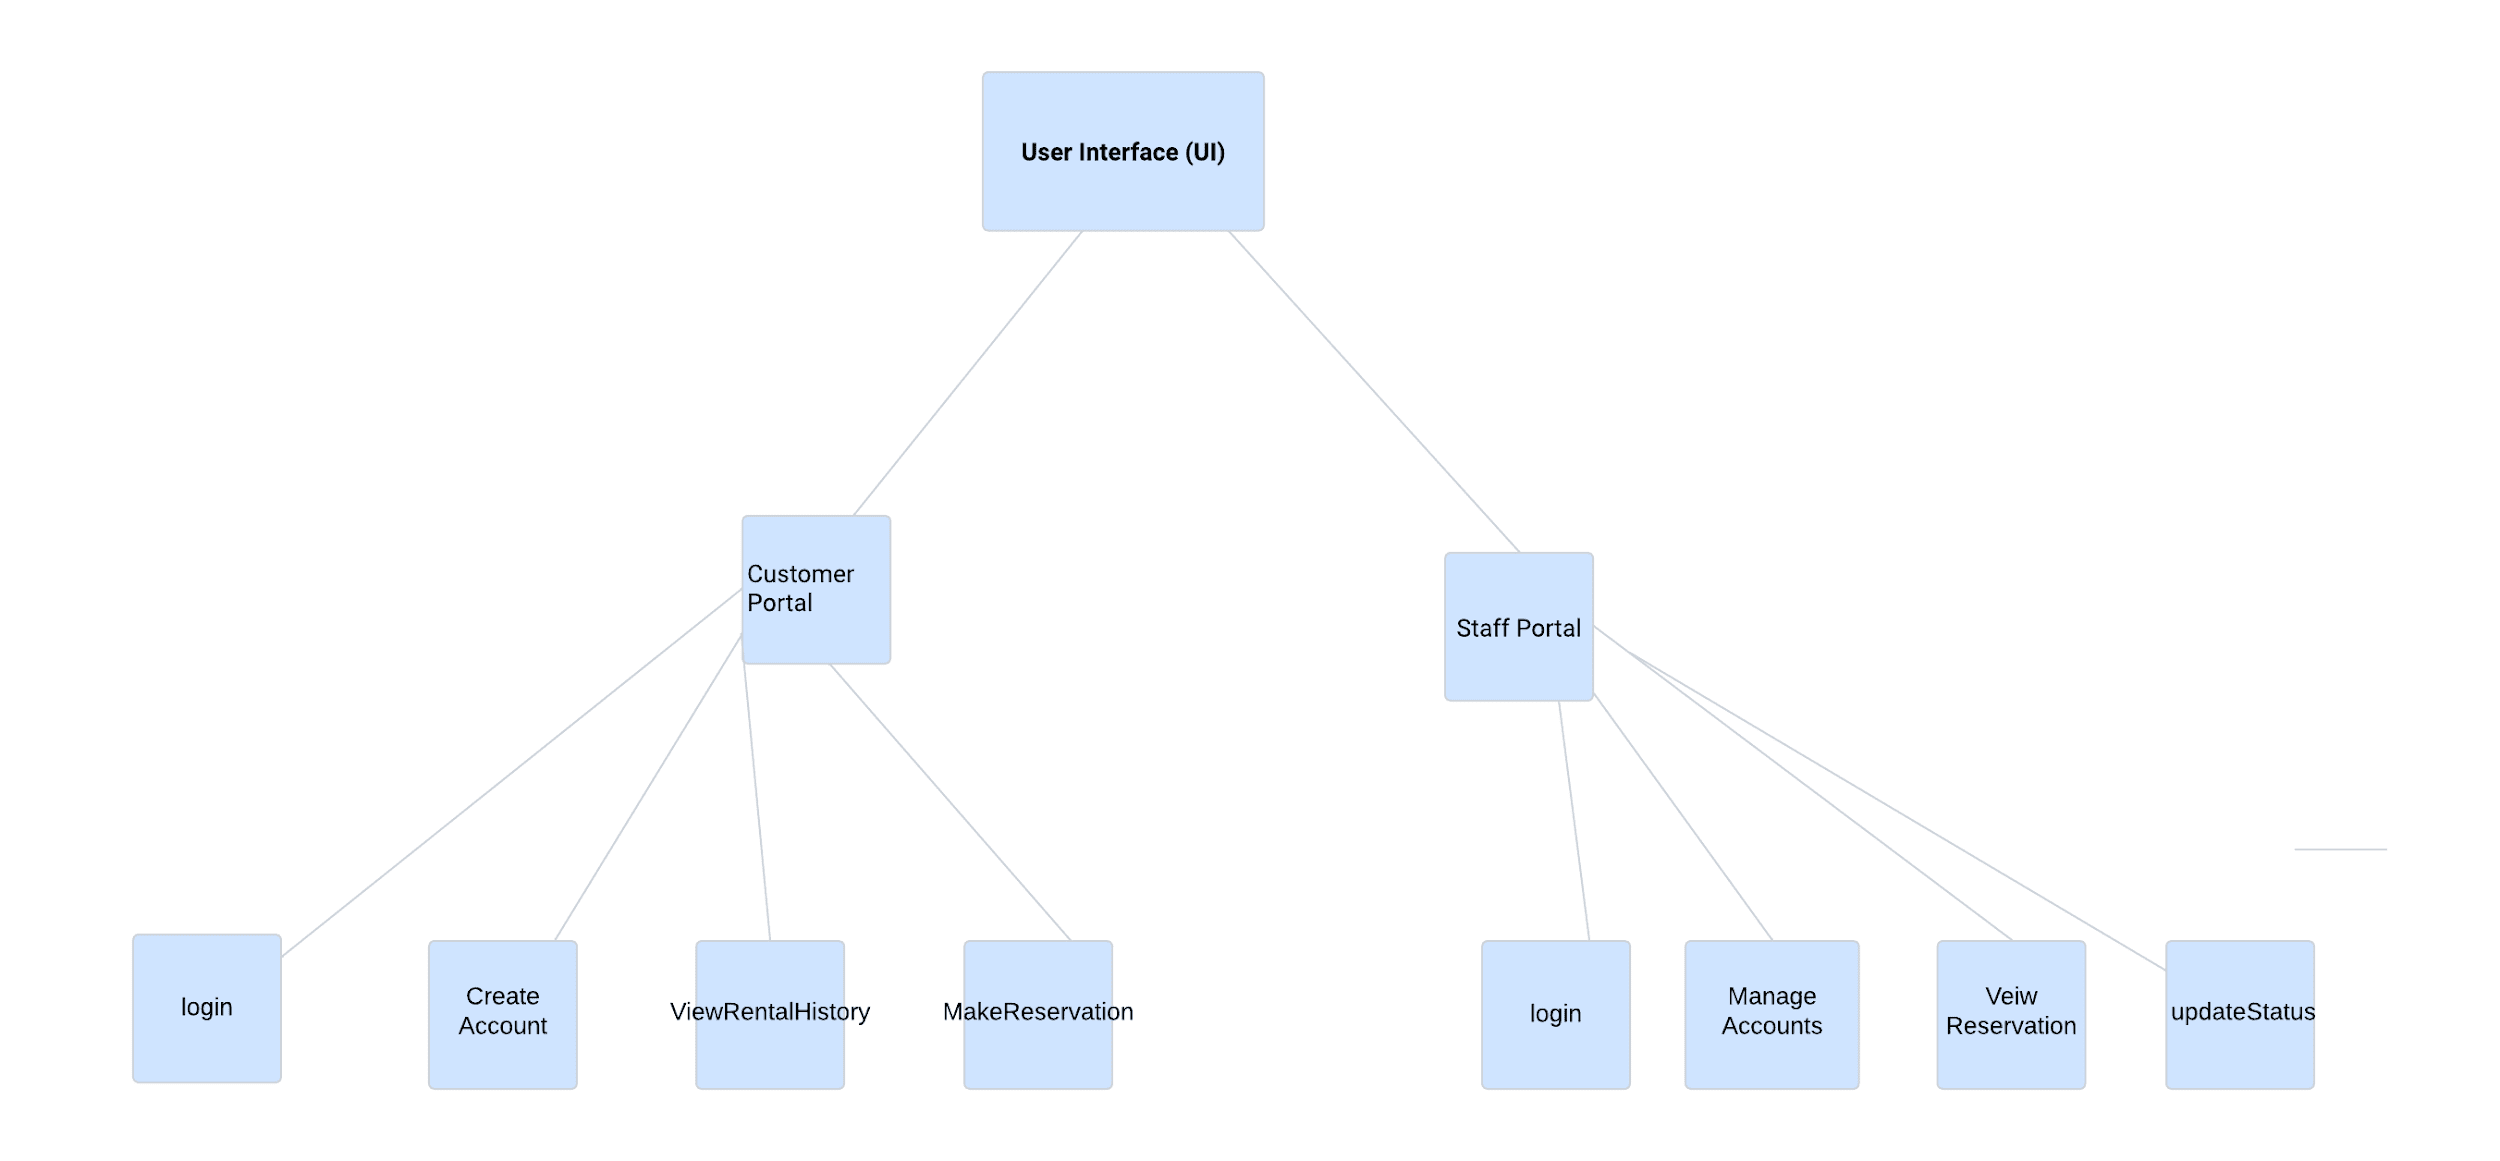 User Interface (UI)
Customer
Portal
Staff Portal
login
Create
Account
ViewRentalHistory
MakeReservation
login
Manage
Accounts
Veiw
Reservation
updateStatus